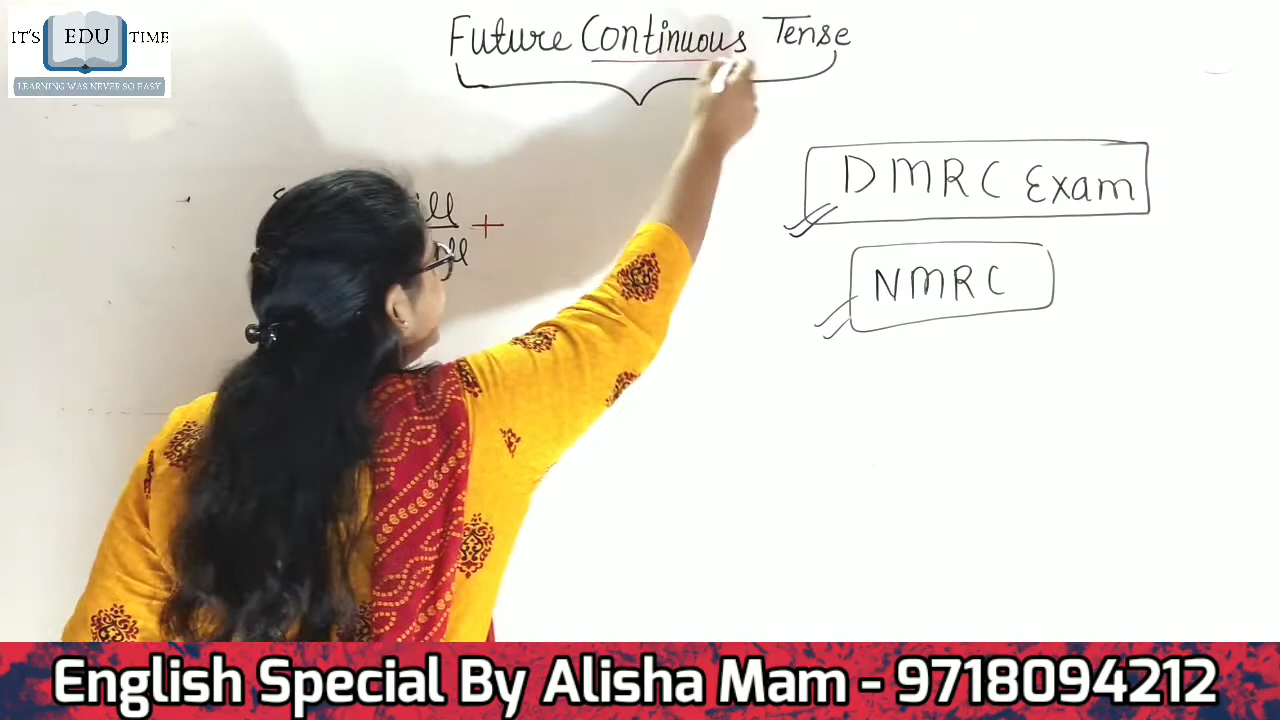 IT'S EDU TIME
LEARNING WAS NEVER SO EASY
Future Continuous Tense
+
DMRC Exam
NMRC
English Special By Alisha Mam - 9718094212